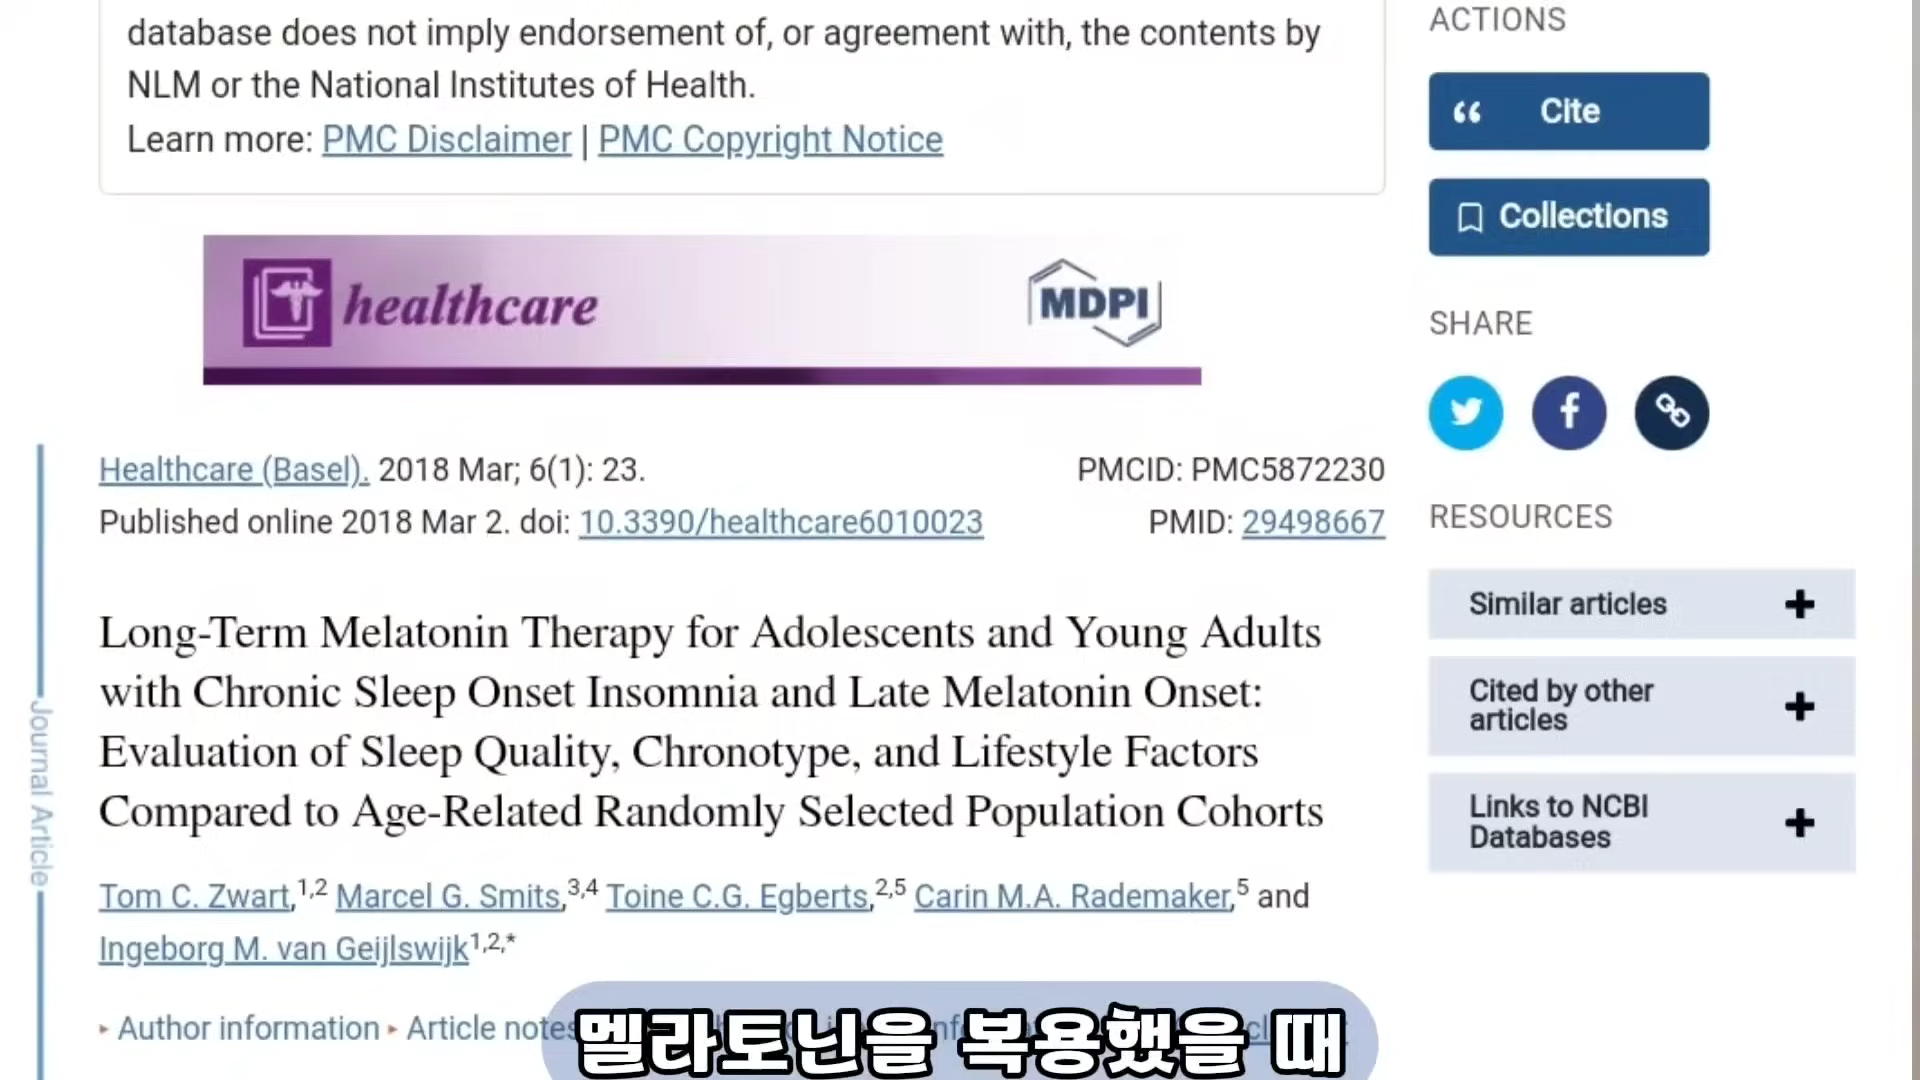 database does not imply endorsement of, or agreement with, the contents by
NLM or the National Institutes of Health.
Learn more: PMC Disclaimer | PMC Copyright Notice
healthcare
MDPI
Healthcare (Basel). 2018 Mar; 6(1): 23.
PMCID: PMC5872230
Published online 2018 Mar 2. doi: 10.3390/healthcare6010023
PMID: 29498667
Long-Term Melatonin Therapy for Adolescents and Young Adults
with Chronic Sleep Onset Insomnia and Late Melatonin Onset:
Evaluation of Sleep Quality, Chronotype, and Lifestyle Factors
Compared to Age-Related Randomly Selected Population Cohorts
Tom C. Zwart,1,2 Marcel G. Smits,3,4 Toine C.G. Egberts,2,5 Carin M.A. Rademaker,5 and
Ingeborg M. van Geijlswijk1,2,*
Author information
Article notes
멜라토닌을 복용했을 때
Journal Article
ACTIONS
Cite
Collections
SHARE
RESOURCES
Similar articles
Cited by other
articles
Links to NCBI
Databases